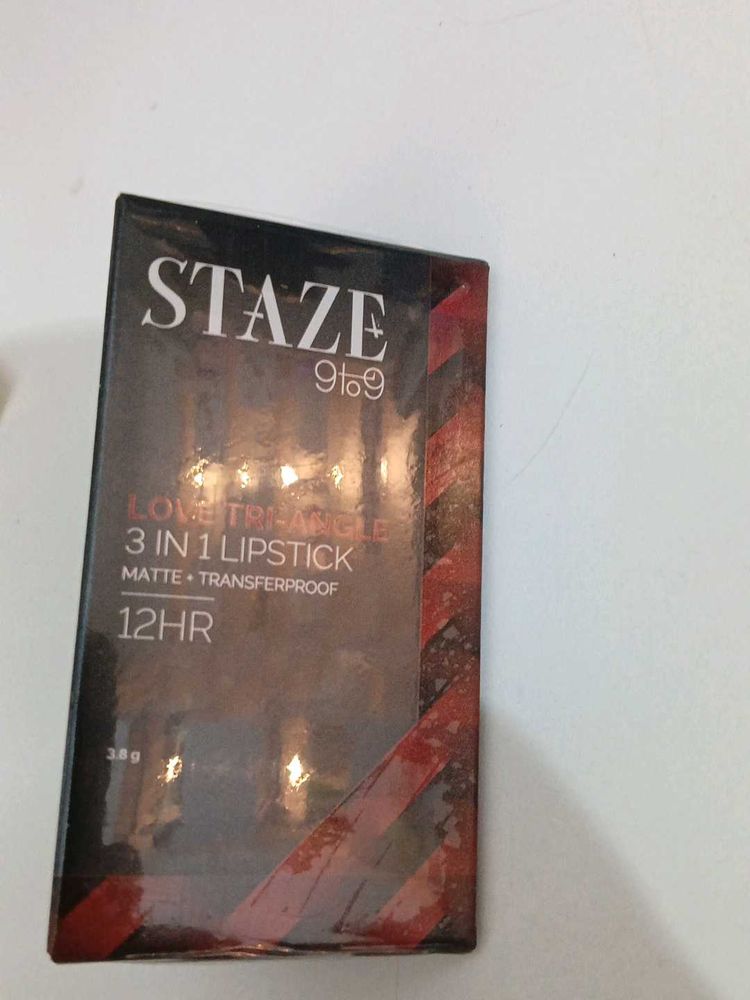 STAZE
9to9
LOVE TRI-ANGLE
3 IN 1 LIPSTICK
MATTE + TRANSFERPROOF
12HR
3.8 g